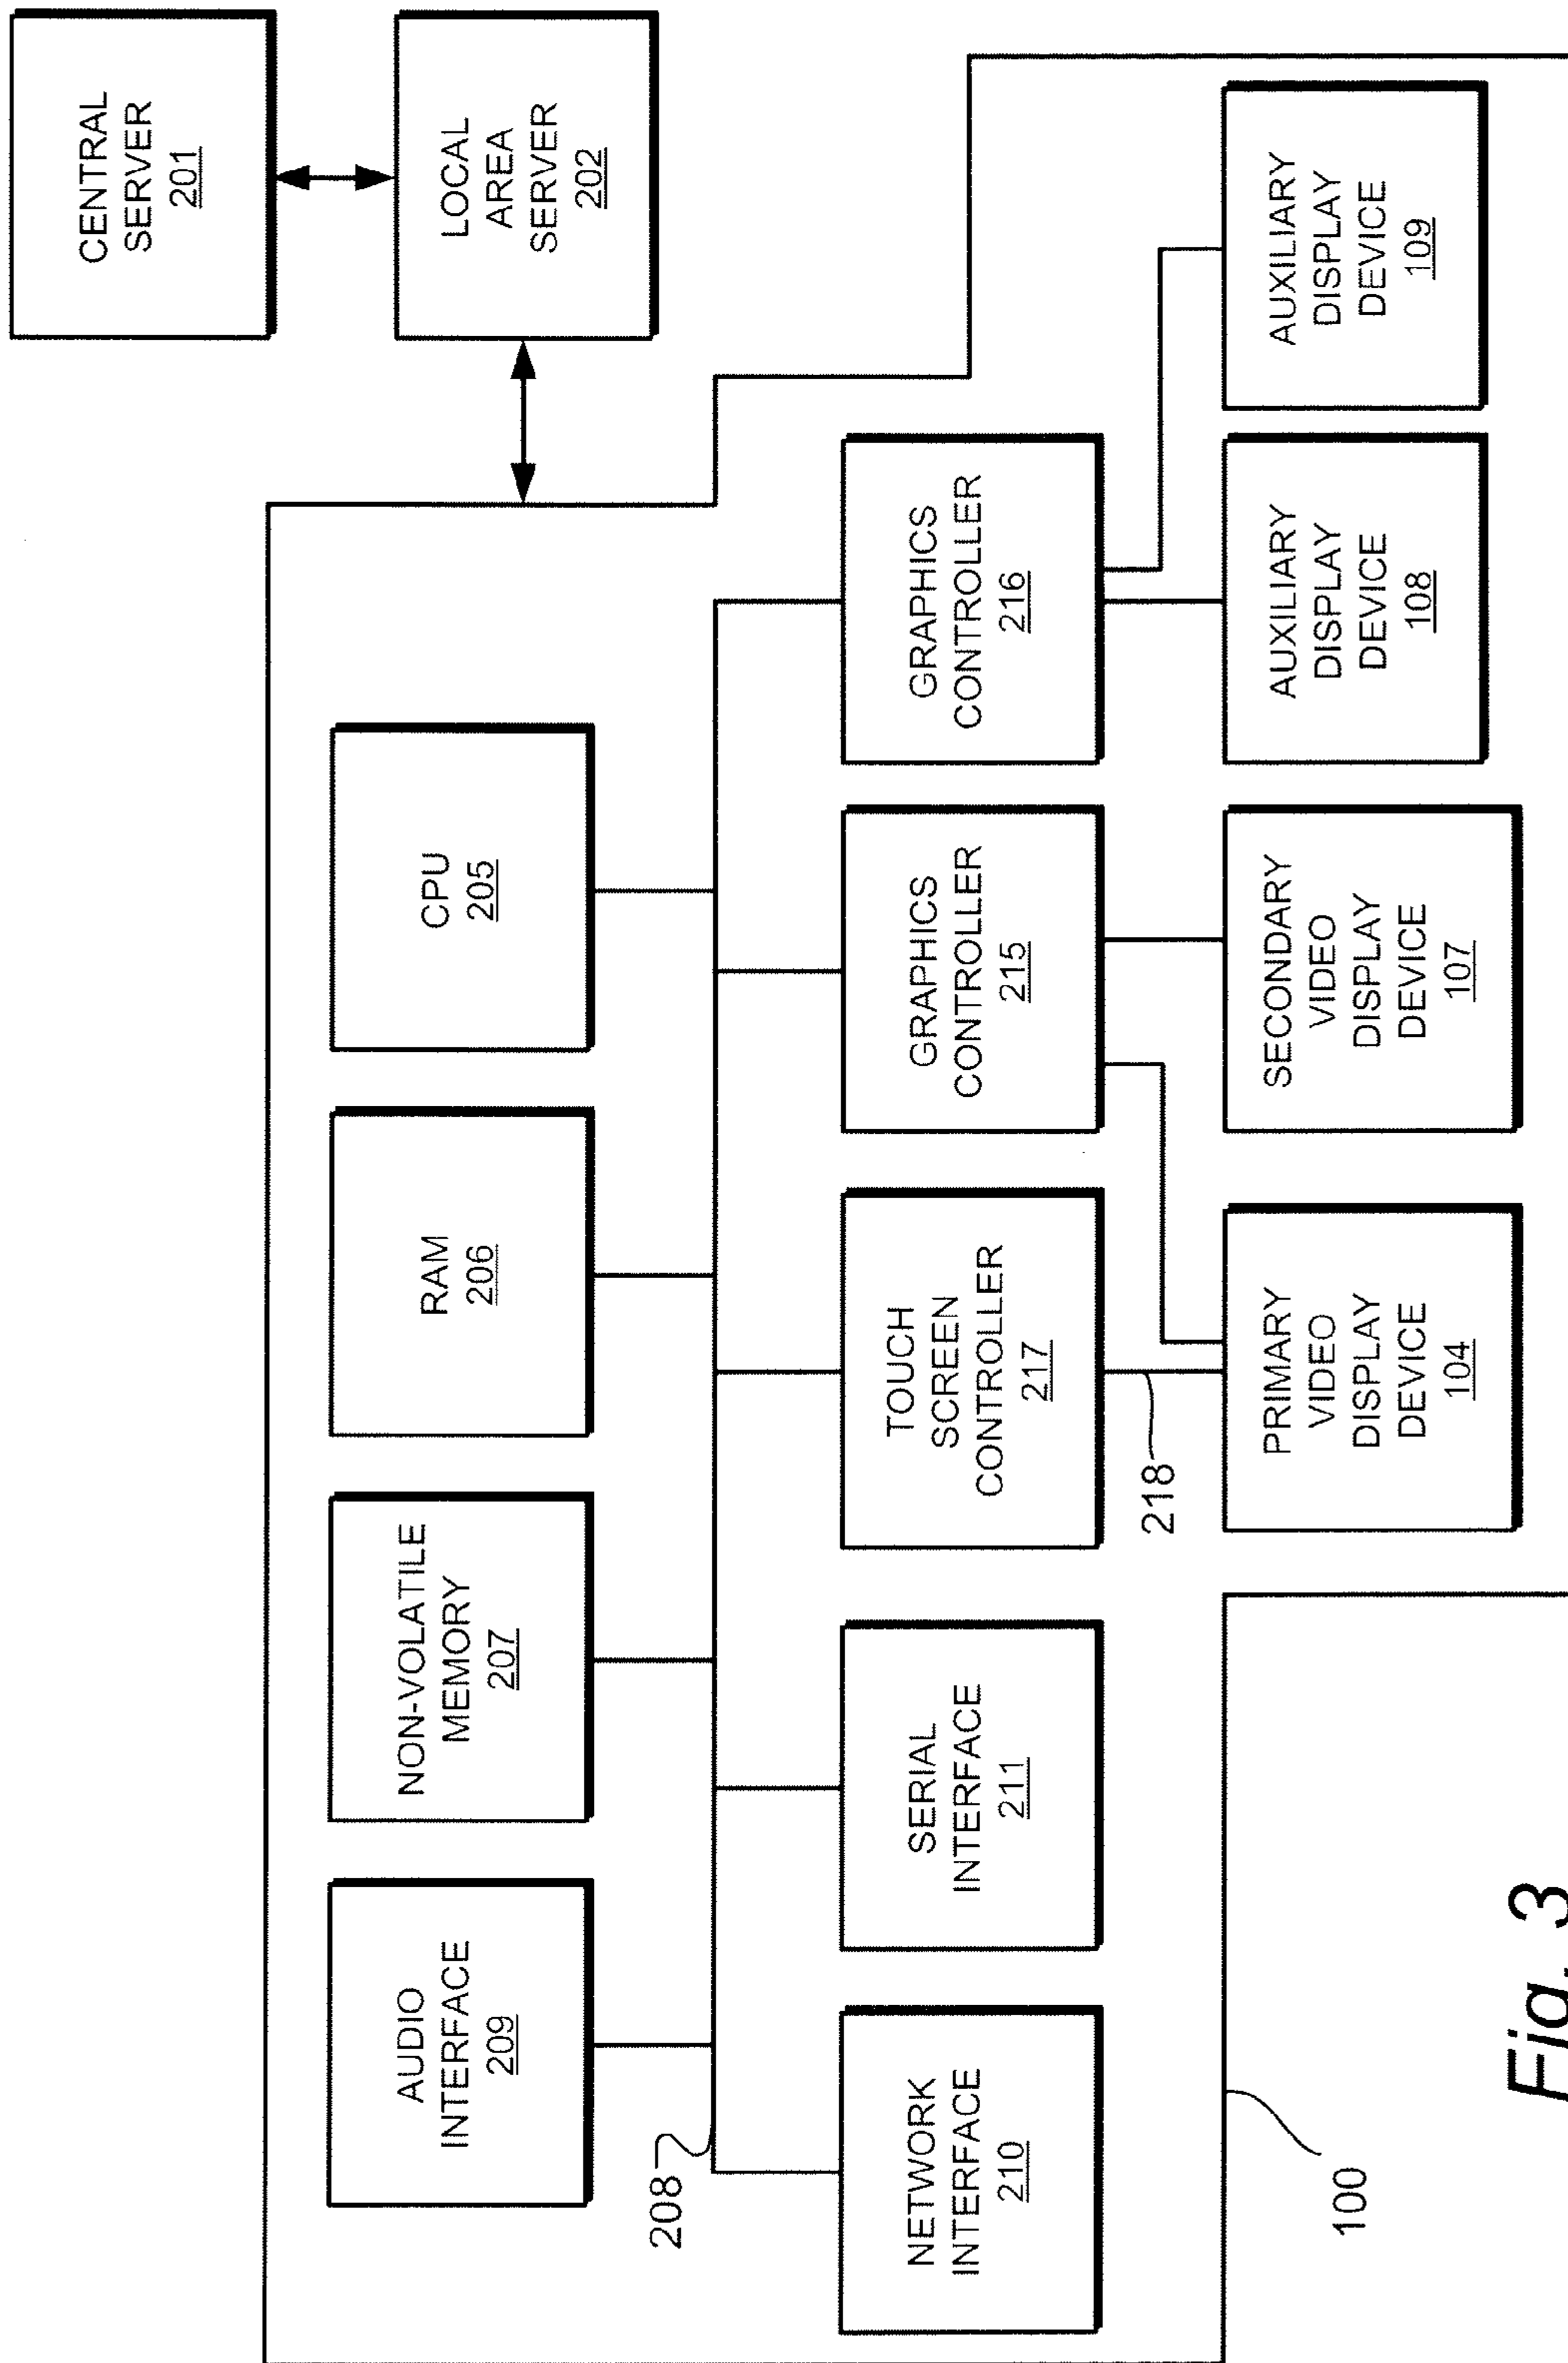 CENTRAL
SERVER
201
LOCAL
AREA
SERVER
202
AUDIO
INTERFACE
209
NON-VOLATILE
MEMORY
207
RAM
206
CPU
205
208
NETWORK
INTERFACE
210
SERIAL
INTERFACE
211
TOUCH
SCREEN
CONTROLLER
217
GRAPHICS
CONTROLLER
215
GRAPHICS
CONTROLLER
216
218
PRIMARY
VIDEO
DISPLAY
DEVICE
104
SECONDARY
VIDEO
DISPLAY
DEVICE
107
AUXILIARY
DISPLAY
DEVICE
108
AUXILIARY
DISPLAY
DEVICE
109
100
Fig. 3